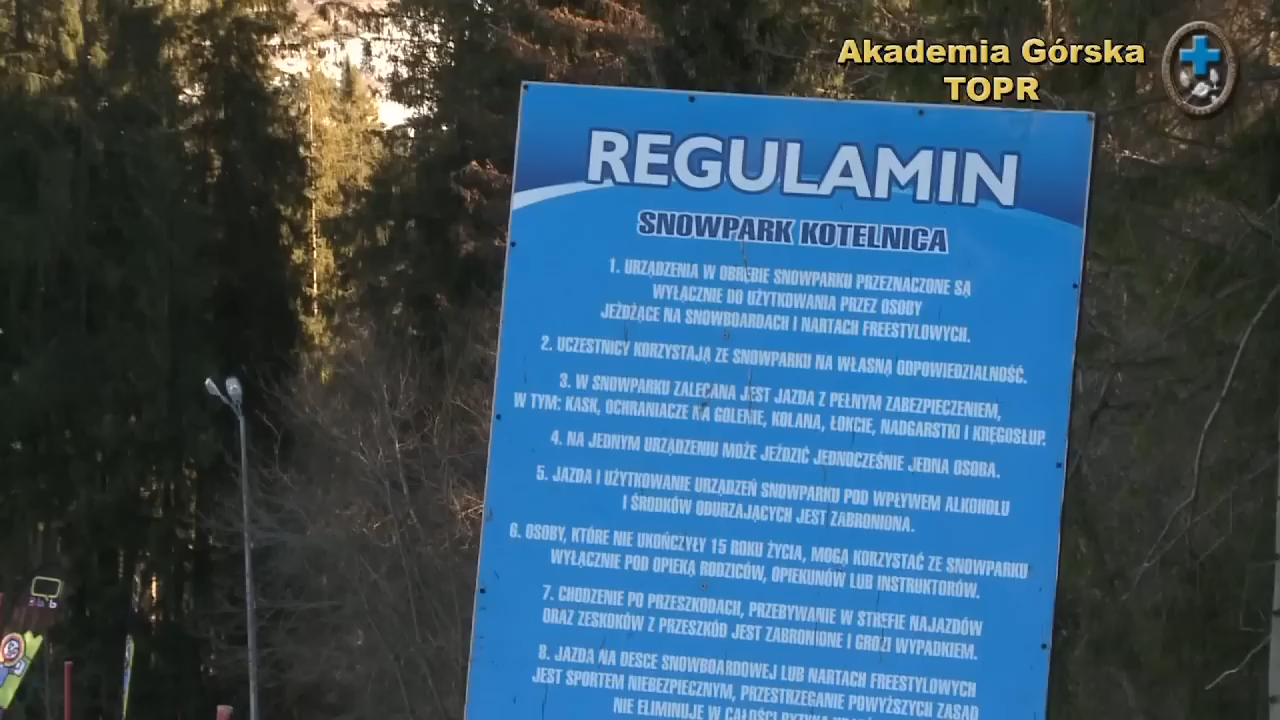 Akademia Górska
TOPR
REGULAMIN
SNOWPARK KOTELNICA
1. URZĄDZENIA W OBRĘBIE SNOWPARKU PRZEZNACZONE SĄ
WYŁĄCZNIE DO UŻYTKOWANIA PRZEZ OSOBY
JEŻDŻĄCE NA SNOWBOARDACH I NARTACH FREESTYLOWYCH.
2. UCZESTNICY KORZYSTAJĄ ZE SNOWPARKU NA WŁASNĄ ODPOWIEDZIALNOŚĆ.
3. W SNOWPARKU ZALECANA JEST JAZDA Z PEŁNYM ZABEZPIECZENIEM,
W TYM: KASK, OCHRANIACZE NA GOLENIE, KOLANA, ŁOKCIE, NADGARSTKI I KRĘGOSŁUP.
4. NA JEDNYM URZĄDZENIU MOŻE JEŹDZIĆ JEDNOCZEŚNIE JEDNA OSOBA.
5. JAZDA I UŻYTKOWANIE URZĄDZEŃ SNOWPARKU POD WPŁYWEM ALKOHOLU
I ŚRODKÓW ODURZAJĄCYCH JEST ZABRONIONA.
6. OSOBY, KTÓRE NIE UKOŃCZYŁY 15 ROKU ŻYCIA, MOGĄ KORZYSTAĆ ZE SNOWPARKU
WYŁĄCZNIE POD OPIEKĄ RODZICÓW, OPIEKUNÓW LUB INSTRUKTORÓW.
7. CHODZENIE PO PRZESZKODACH, PRZEBYWANIE W STREFIE NAJAZDÓW
ORAZ ZESKOKÓW Z PRZESZKÓD JEST ZABRONIONE I GROZI WYPADKIEM.
8. JAZDA NA DESCE SNOWBOARDOWEJ LUB NARTACH FREESTYLOWYCH
JEST SPORTEM NIEBEZPIECZNYM, PRZESTRZEGANIE POWYŻSZYCH ZASAD
NIE ELIMINUJE W CAŁOŚCI RYZYKA